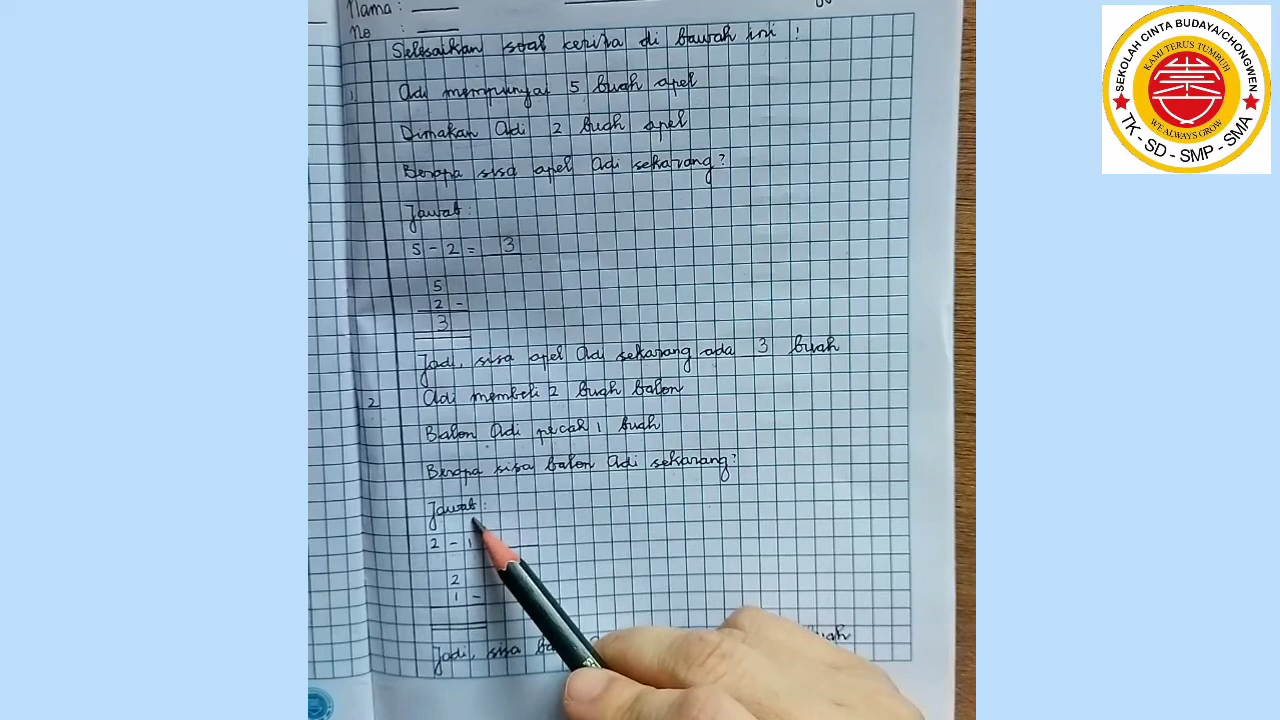 Nama :
No :
Selesaikan soal cerita di bawah ini !
Adi mempunyai 5 buah apel
Dimakan Adi 2 buah apel
Berapa sisa apel Adi sekarang?
Jawab :
5 - 2 = 3
5
2 -
3
Jadi, sisa apel Adi sekarang ada 3 buah
2 Adi membeli 2 buah balon
Balon Adi pecah 1 buah
Berapa sisa balon Adi sekarang?
Jawab :
2 -
2
1 -
Jadi, sisa buah
SEKOLAH CINTA BUDAYA/CHONGWEN
KAMI TERUS TUMBUH
WE ALWAYS GROW
TK - SD - SMP - SMA